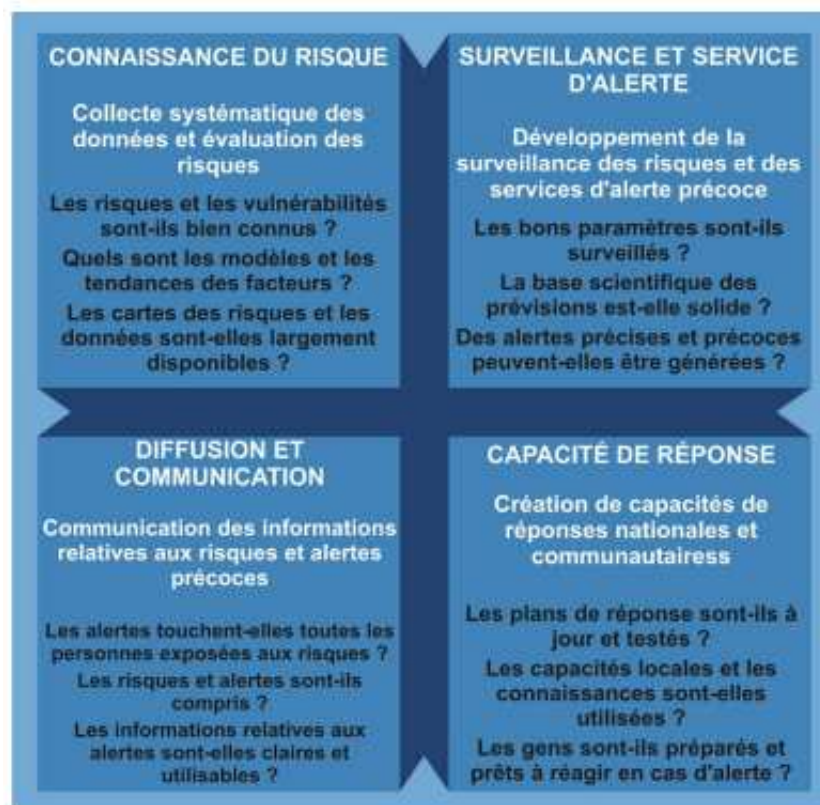 CONNAISSANCE DU RISQUE
Collecte systématique des
données et évaluation des
risques
Les risques et les vulnérabilités
sont-ils bien connus ?
Quels sont les modèles et les
tendances des facteurs ?
Les cartes des risques et les
données sont-elles largement
disponibles ?
SURVEILLANCE ET SERVICE
D'ALERTE
Développement de la
surveillance des risques et des
services d'alerte précoce
Les bons paramètres sont-ils
surveillés ?
La base scientifique des
prévisions est-elle solide ?
Des alertes précises et précoces
peuvent-elles être générées ?
DIFFUSION ET
COMMUNICATION
Communication des informations
relatives aux risques et alertes
précoces
Les alertes touchent-elles toutes les
personnes exposées aux risques ?
Les risques et alertes sont-ils
compris ?
Les informations relatives aux
alertes sont-elles claires et
utilisables ?
CAPACITÉ DE RÉPONSE
Création de capacités de
réponses nationales et
communautairess
Les plans de réponse sont-ils à
jour et testés ?
Les capacités locales et les
connaissances sont-elles
utilisées ?
Les gens sont-ils préparés et
prêts à réagir en cas d'alerte ?